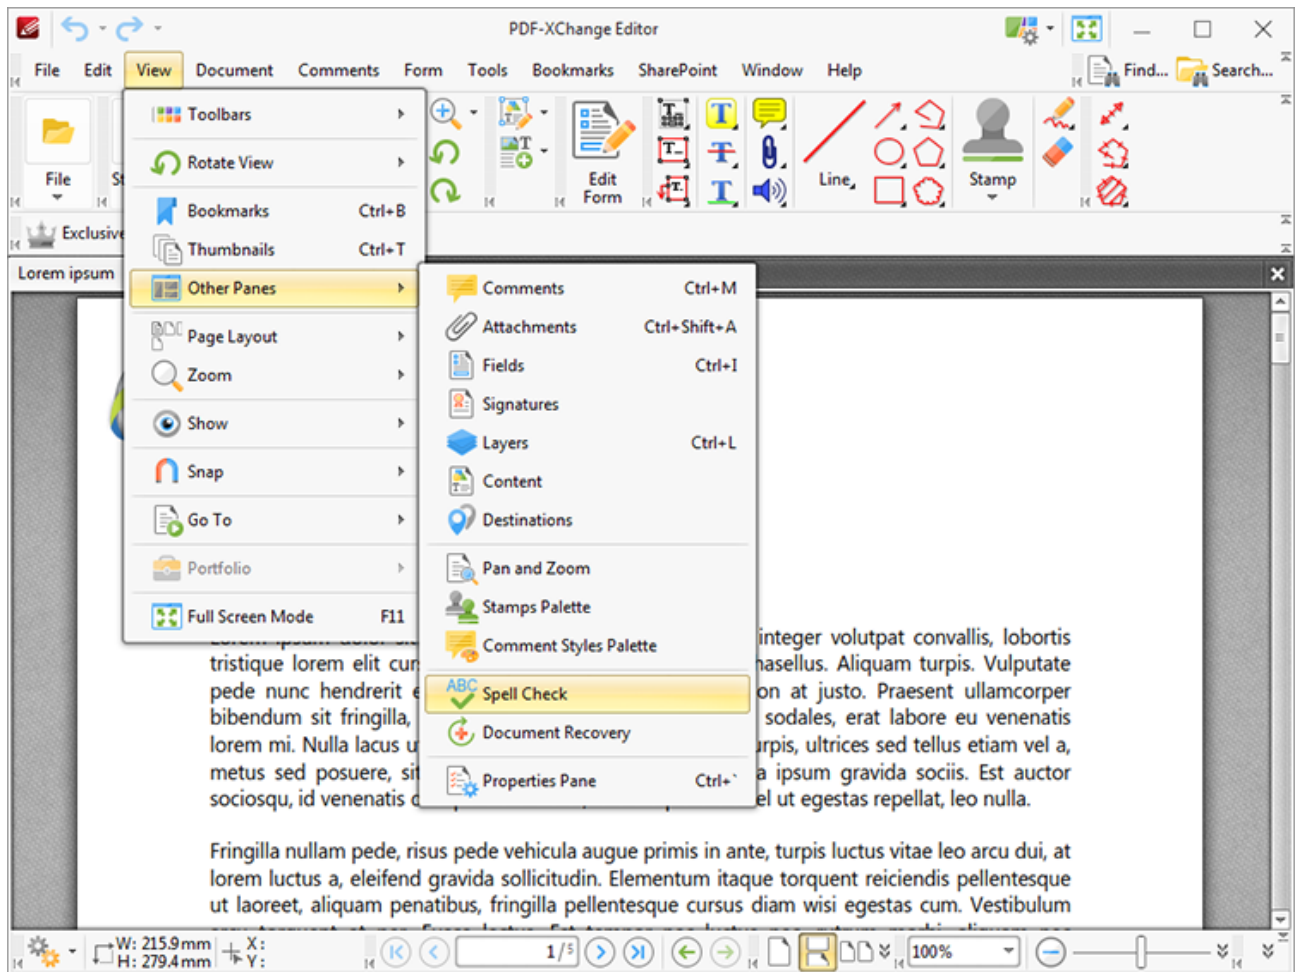 PDF-XChange Editor
File Edit View Document Comments Form Tools Bookmarks SharePoint Window Help Find... Search...
File
Edit
Form
Line
Stamp
Exclusive
Lorem ipsum
Toolbars
Rotate View
Bookmarks Ctrl+B
Thumbnails Ctrl+T
Other Panes
Page Layout
Zoom
Show
Snap
Go To
Portfolio
Full Screen Mode F11
Comments Ctrl+M
Attachments Ctrl+Shift+A
Fields Ctrl+I
Signatures
Layers Ctrl+L
Content
Destinations
Pan and Zoom
Stamps Palette
Comment Styles Palette
ABC Spell Check
Document Recovery
Properties Pane Ctrl+`
integer volutpat convallis, lobortis
tristique lorem elit Aliquam turpis. Vulputate
pede nunc hendrerit on at justo. Praesent ullamcorper
bibendum sit fringilla, sodales, erat labore eu venenatis
lorem mi. Nulla lacus ultrices sed tellus etiam vel a,
metus sed posuere, a ipsum gravida sociis. Est auctor
sociosqu, id venenatis ut egestas repellat, leo nulla.
Fringilla nullam pede, risus pede vehicula augue primis in ante, turpis luctus vitae leo arcu dui, at
lorem luctus a, eleifend gravida sollicitudin. Elementum itaque torquent reiciendis pellentesque
ut laoreet, aliquam penatibus, fringilla pellentesque cursus diam wisi egestas cum. Vestibulum
W: 215.9 mm X:
H: 279.4 mm Y:
1/5
100%